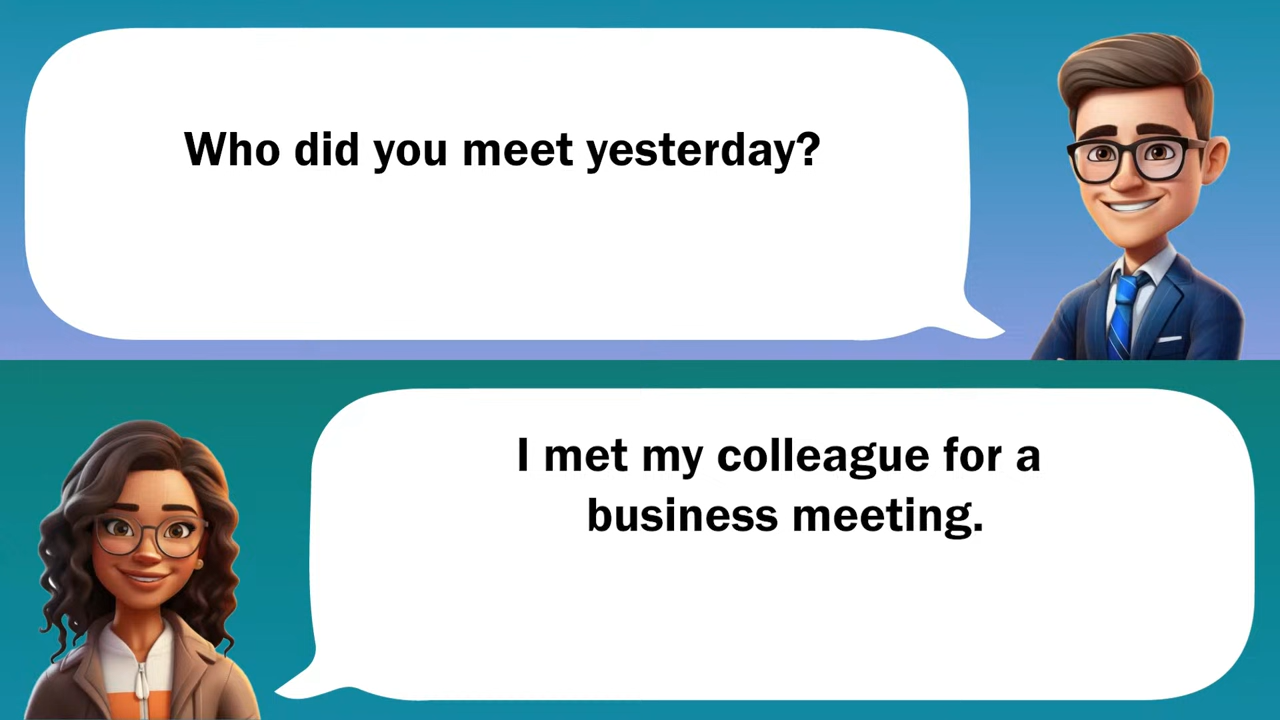 Who did you meet yesterday?
I met my colleague for a
business meeting.